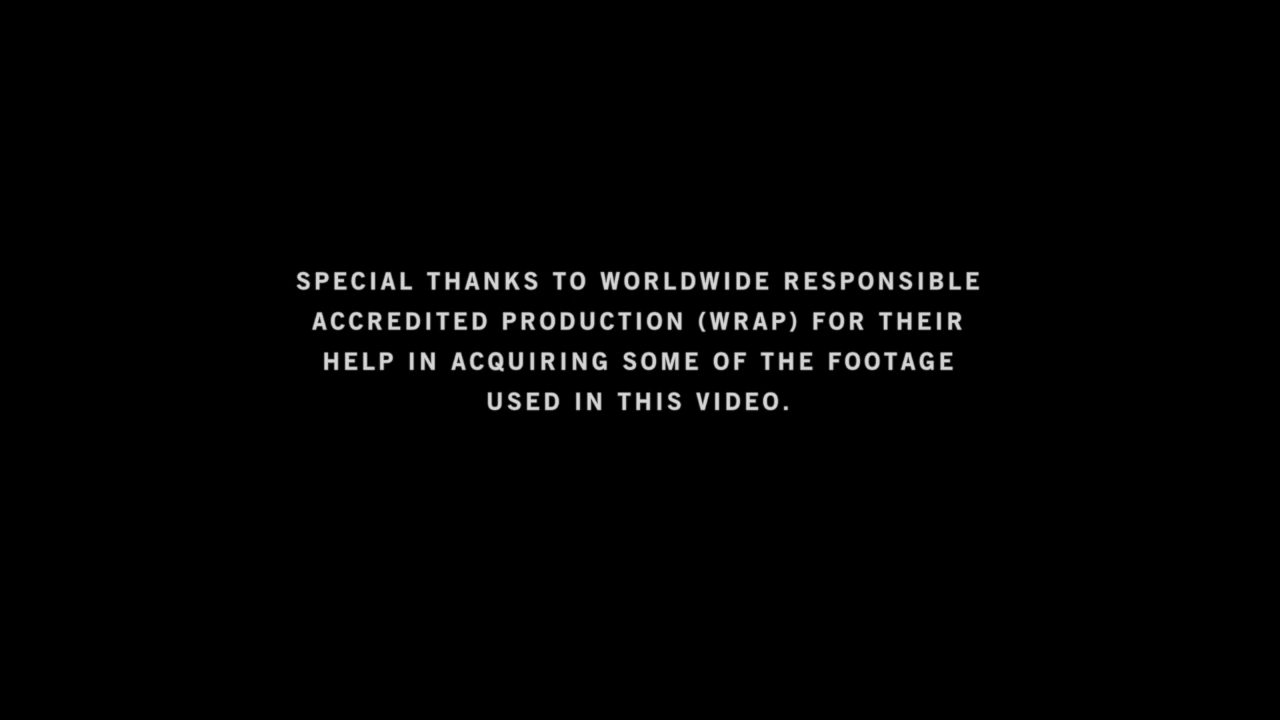 SPECIAL THANKS TO WORLDWIDE RESPONSIBLE
ACCREDITED PRODUCTION (WRAP) FOR THEIR
HELP IN ACQUIRING SOME OF THE FOOTAGE
USED IN THIS VIDEO.